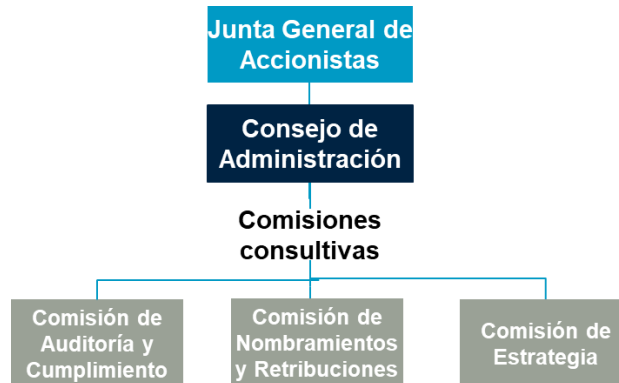 Junta General de
Accionistas
Consejo de
Administración
Comisiones
consultivas
Comisión de
Auditoría y
Cumplimiento
Comisión de
Nombramientos
y Retribuciones
Comisión de
Estrategia